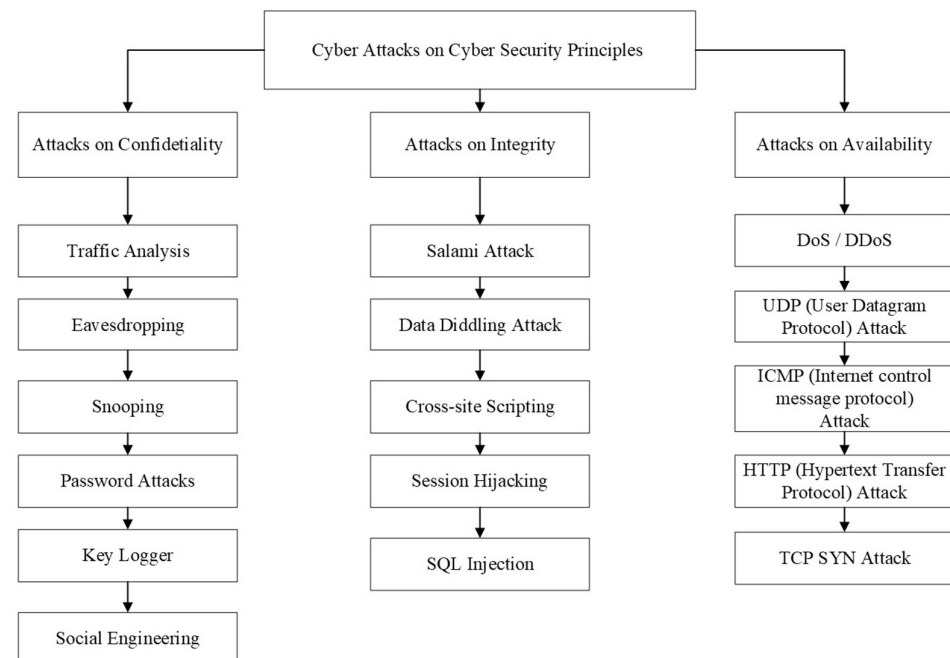 Cyber Attacks on Cyber Security Principles
Attacks on Confidetiality
Traffic Analysis
Eavesdropping
Snooping
Password Attacks
Key Logger
Social Engineering
Attacks on Integrity
Salami Attack
Data Diddling Attack
Cross-site Scripting
Session Hijacking
SQL Injection
Attacks on Availability
DoS / DDoS
UDP (User Datagram
Protocol) Attack
ICMP (Internet control
message protocol)
Attack
HTTP (Hypertext Transfer
Protocol) Attack
TCP SYN Attack